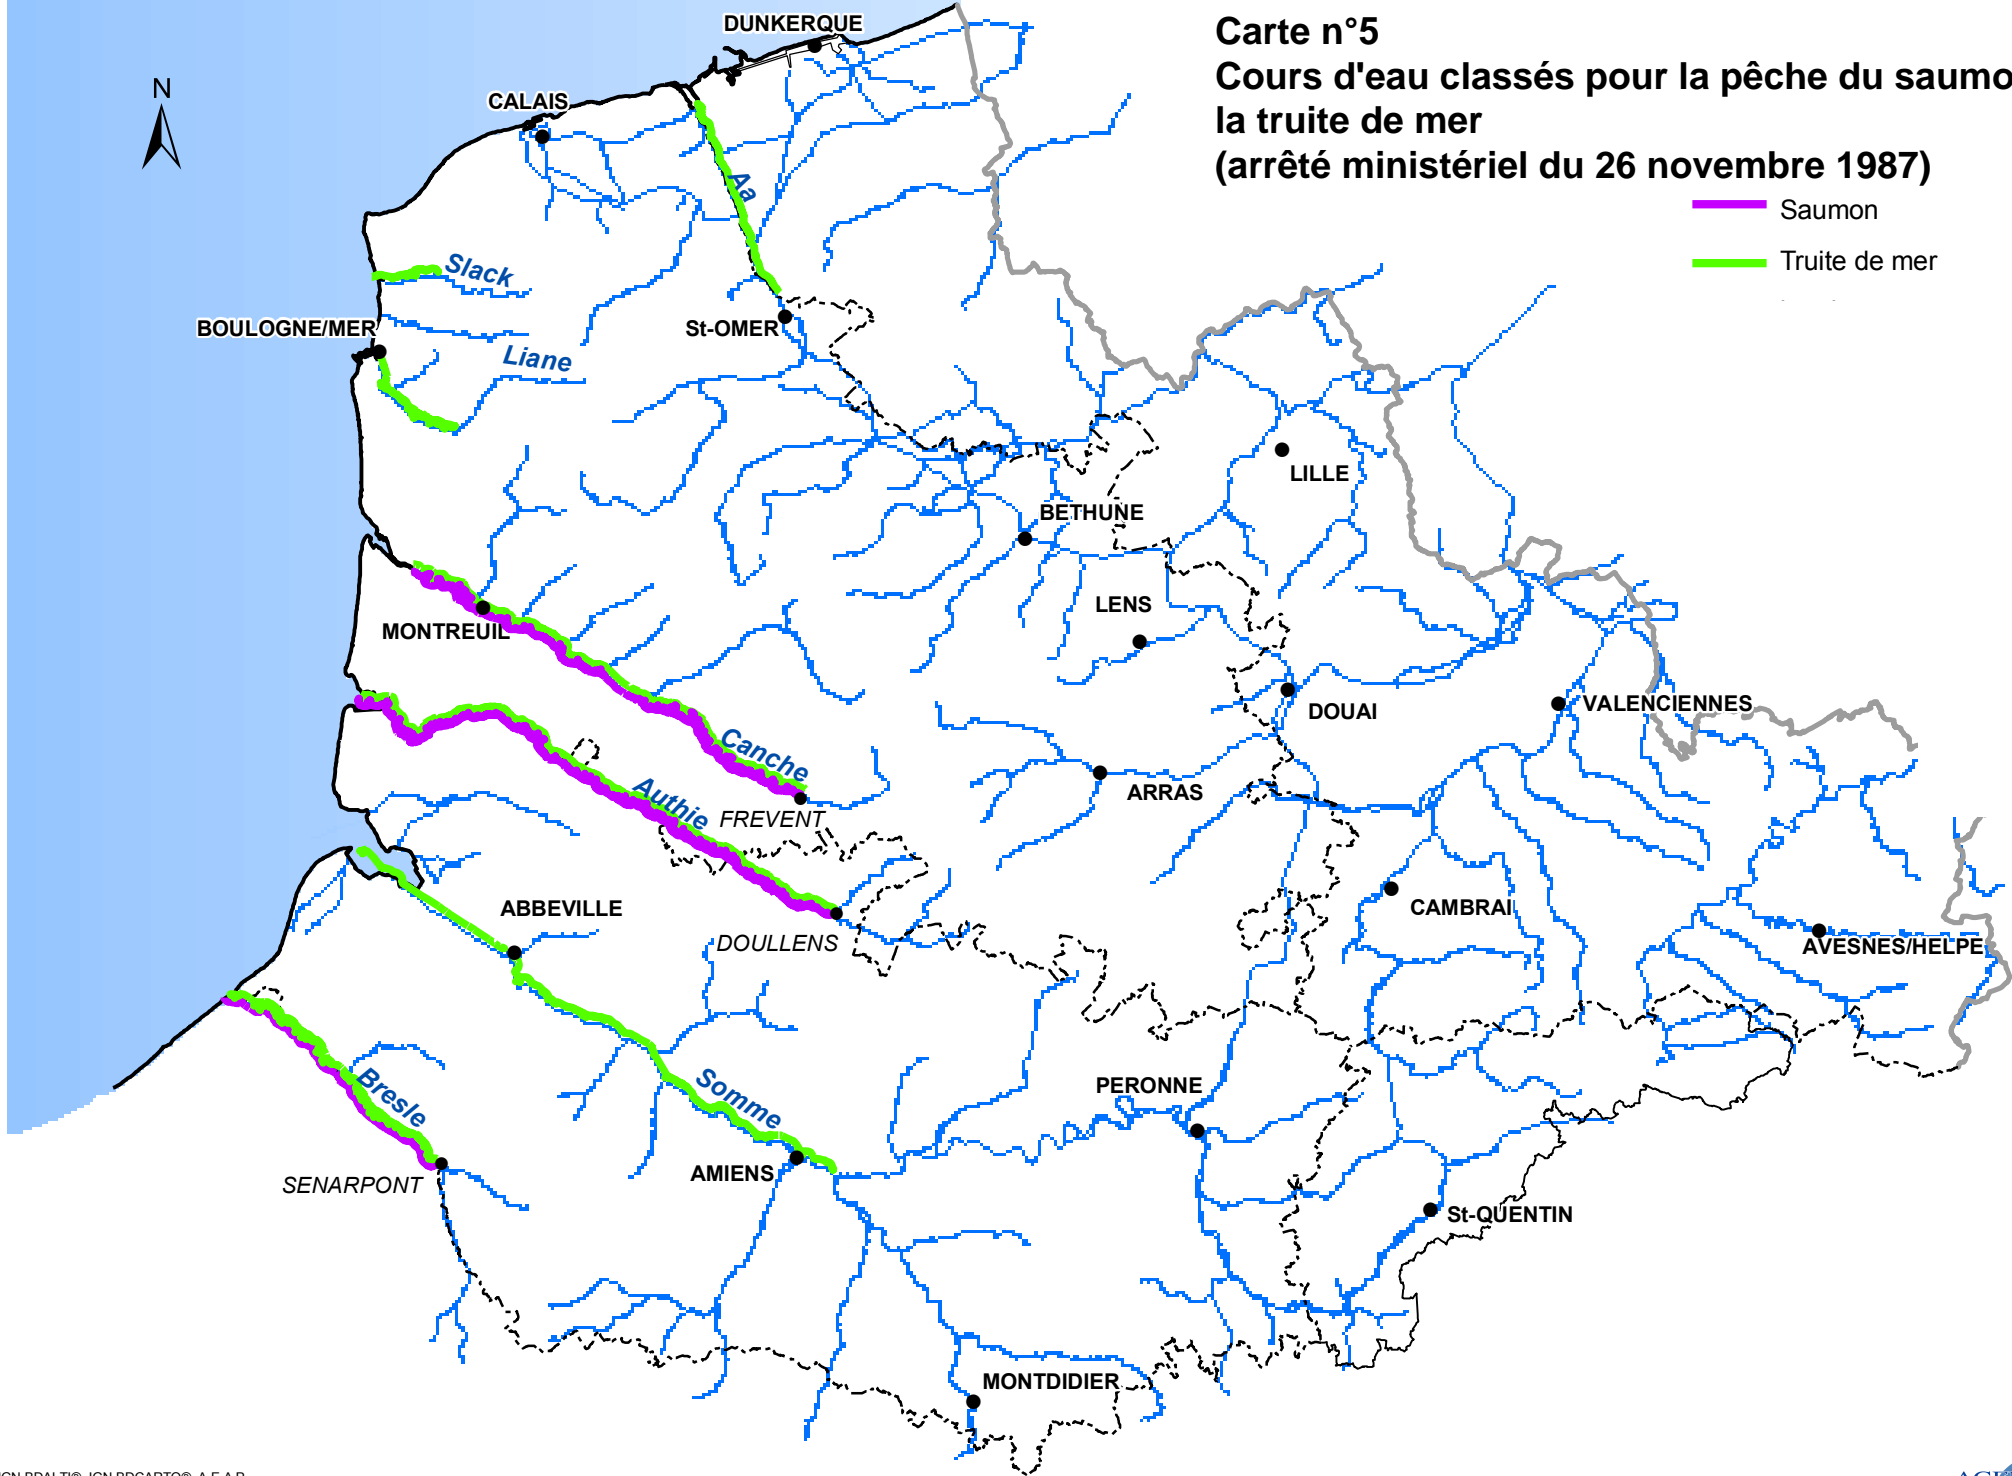 Carte n°5
Cours d'eau classés pour la pêche du saumo
la truite de mer
(arrêté ministériel du 26 novembre 1987)
Saumon
Truite de mer
N
DUNKERQUE
CALAIS
Aa
Slack
BOULOGNE/MER
St-OMER
Liane
LILLE
BETHUNE
LENS
MONTREUIL
DOUAI
VALENCIENNES
Canche
Authie
FREVENT
ARRAS
ABBEVILLE
CAMBRAI
DOULLENS
AVESNES/HELPE
Bresle
Somme
PERONNE
AMIENS
SENARPONT
St-QUENTIN
MONTDIDIER